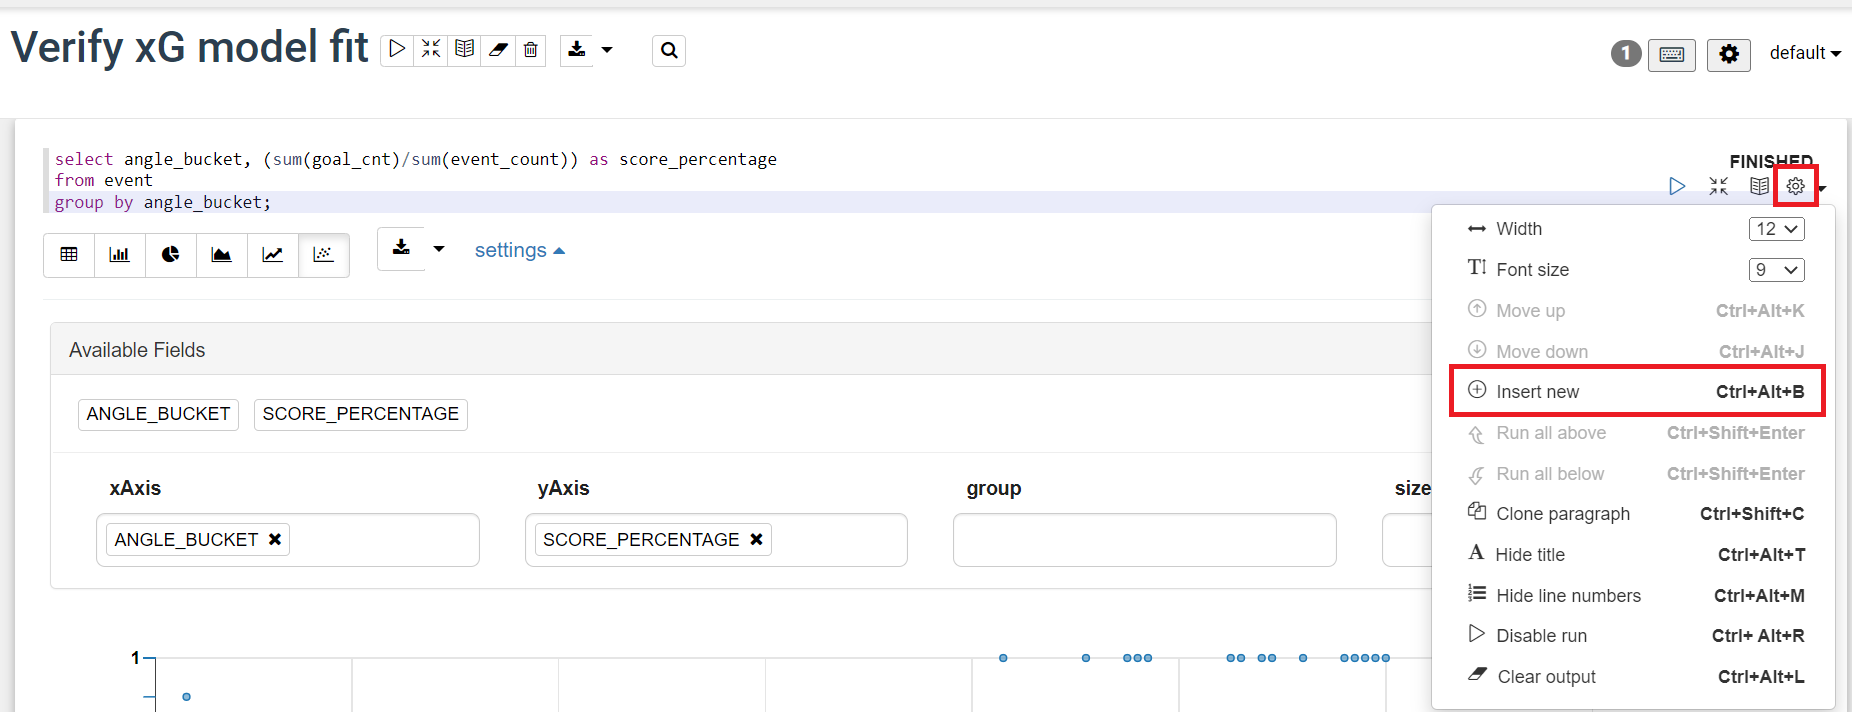 Verify xG model fit
1
default
select angle_bucket, (sum(goal_cnt)/sum(event_count)) as score_percentage
from event
group by angle_bucket;
FINISHED
settings
Width 12
Font size 9
Move up Ctrl+Alt+K
Move down Ctrl+Alt+J
Insert new Ctrl+Alt+B
Run all above Ctrl+Shift+Enter
Run all below Ctrl+Shift+Enter
Clone paragraph Ctrl+Shift+C
Hide title Ctrl+Alt+T
Hide line numbers Ctrl+Alt+M
Disable run Ctrl+ Alt+R
Clear output Ctrl+Alt+L
Available Fields
ANGLE_BUCKET SCORE_PERCENTAGE
xAxis yAxis group size
ANGLE_BUCKET ✖ SCORE_PERCENTAGE ✖
1